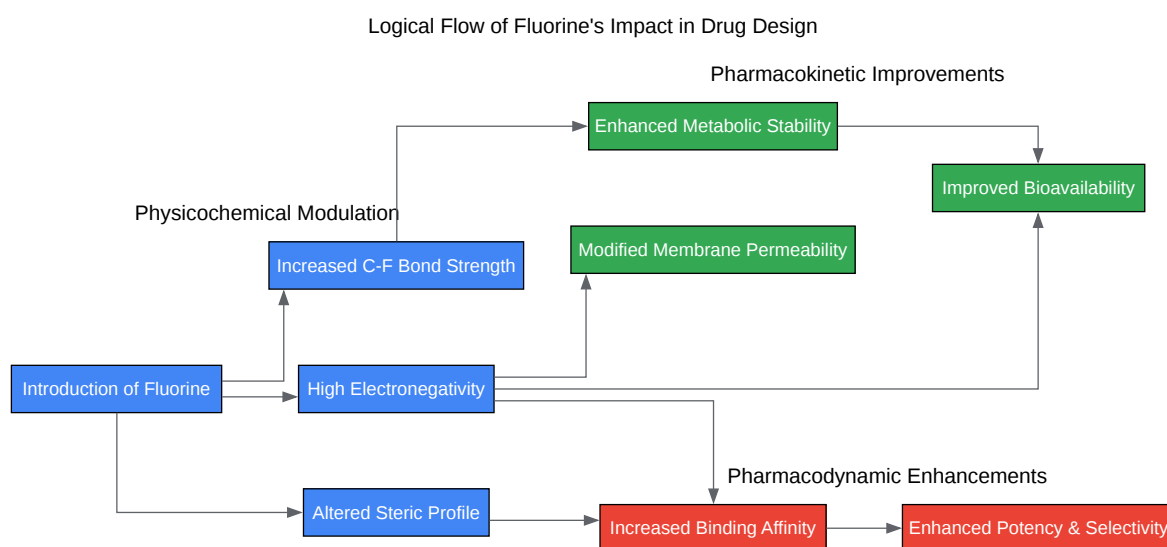 Logical Flow of Fluorine's Impact in Drug Design
Pharmacokinetic Improvements
Enhanced Metabolic Stability
Improved Bioavailability
Physicochemical Modulation
Modified Membrane Permeability
Increased C-F Bond Strength
Introduction of Fluorine
High Electronegativity
Pharmacodynamic Enhancements
Altered Steric Profile
Increased Binding Affinity
Enhanced Potency & Selectivity